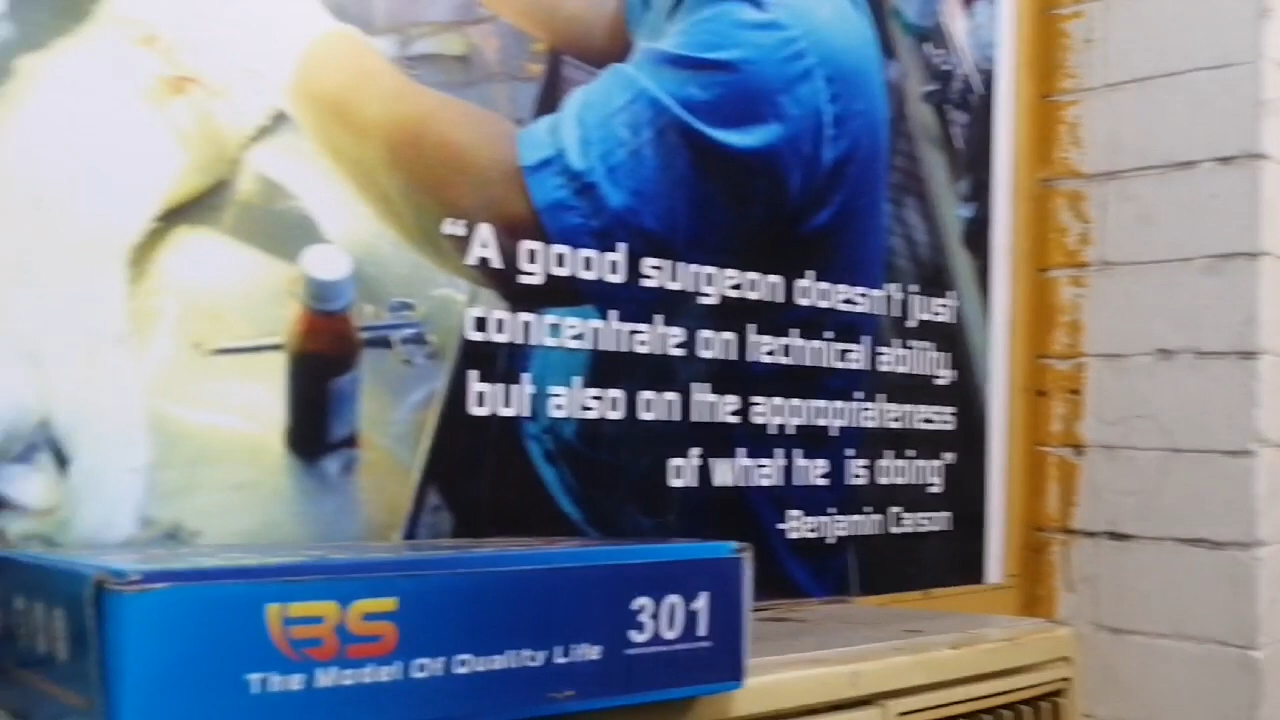 “A good surgeon doesn't just
concentrate on technical ability,
but also on the appropriateness
of what he is doing”
-Benjamin Carson
IBS
301
The Model Of Quality Life